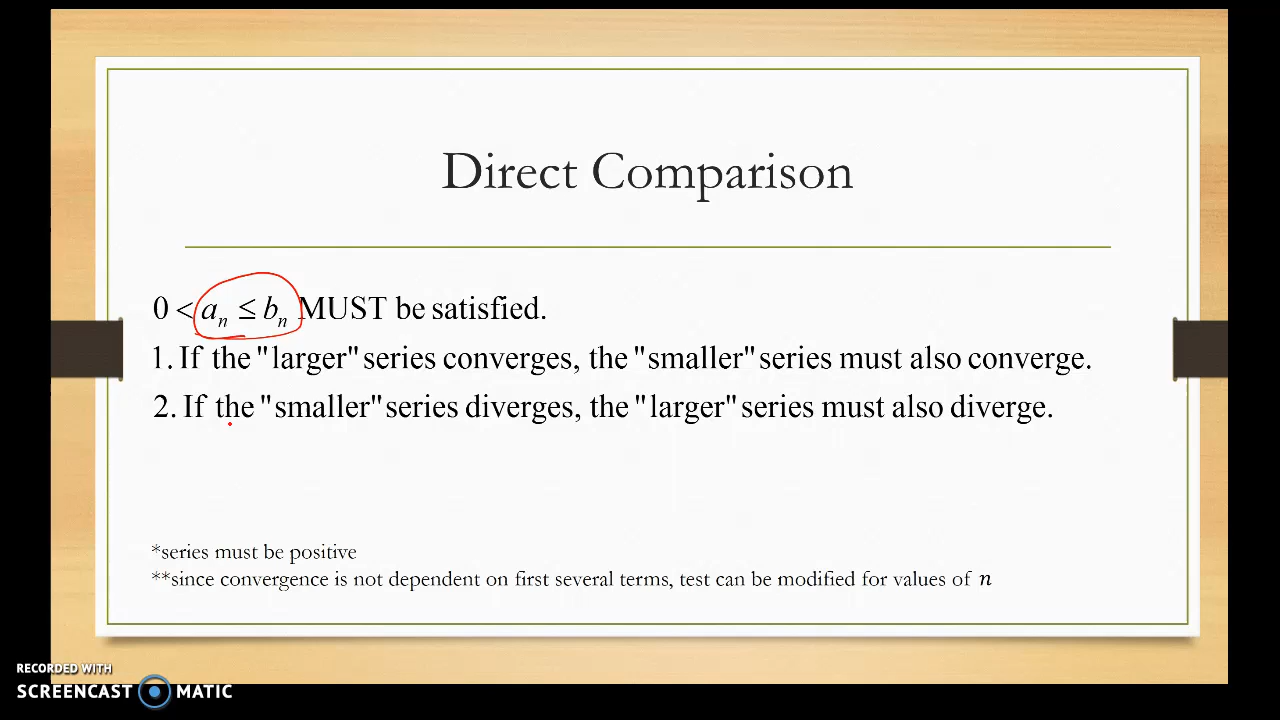 Direct Comparison
0 < aₙ ≤ bₙ MUST be satisfied.
1. If the "larger" series converges, the "smaller" series must also converge.
2. If the "smaller" series diverges, the "larger" series must also diverge.
*series must be positive
**since convergence is not dependent on first several terms, test can be modified for values of n
RECORDED WITH
SCREENCAST MATIC